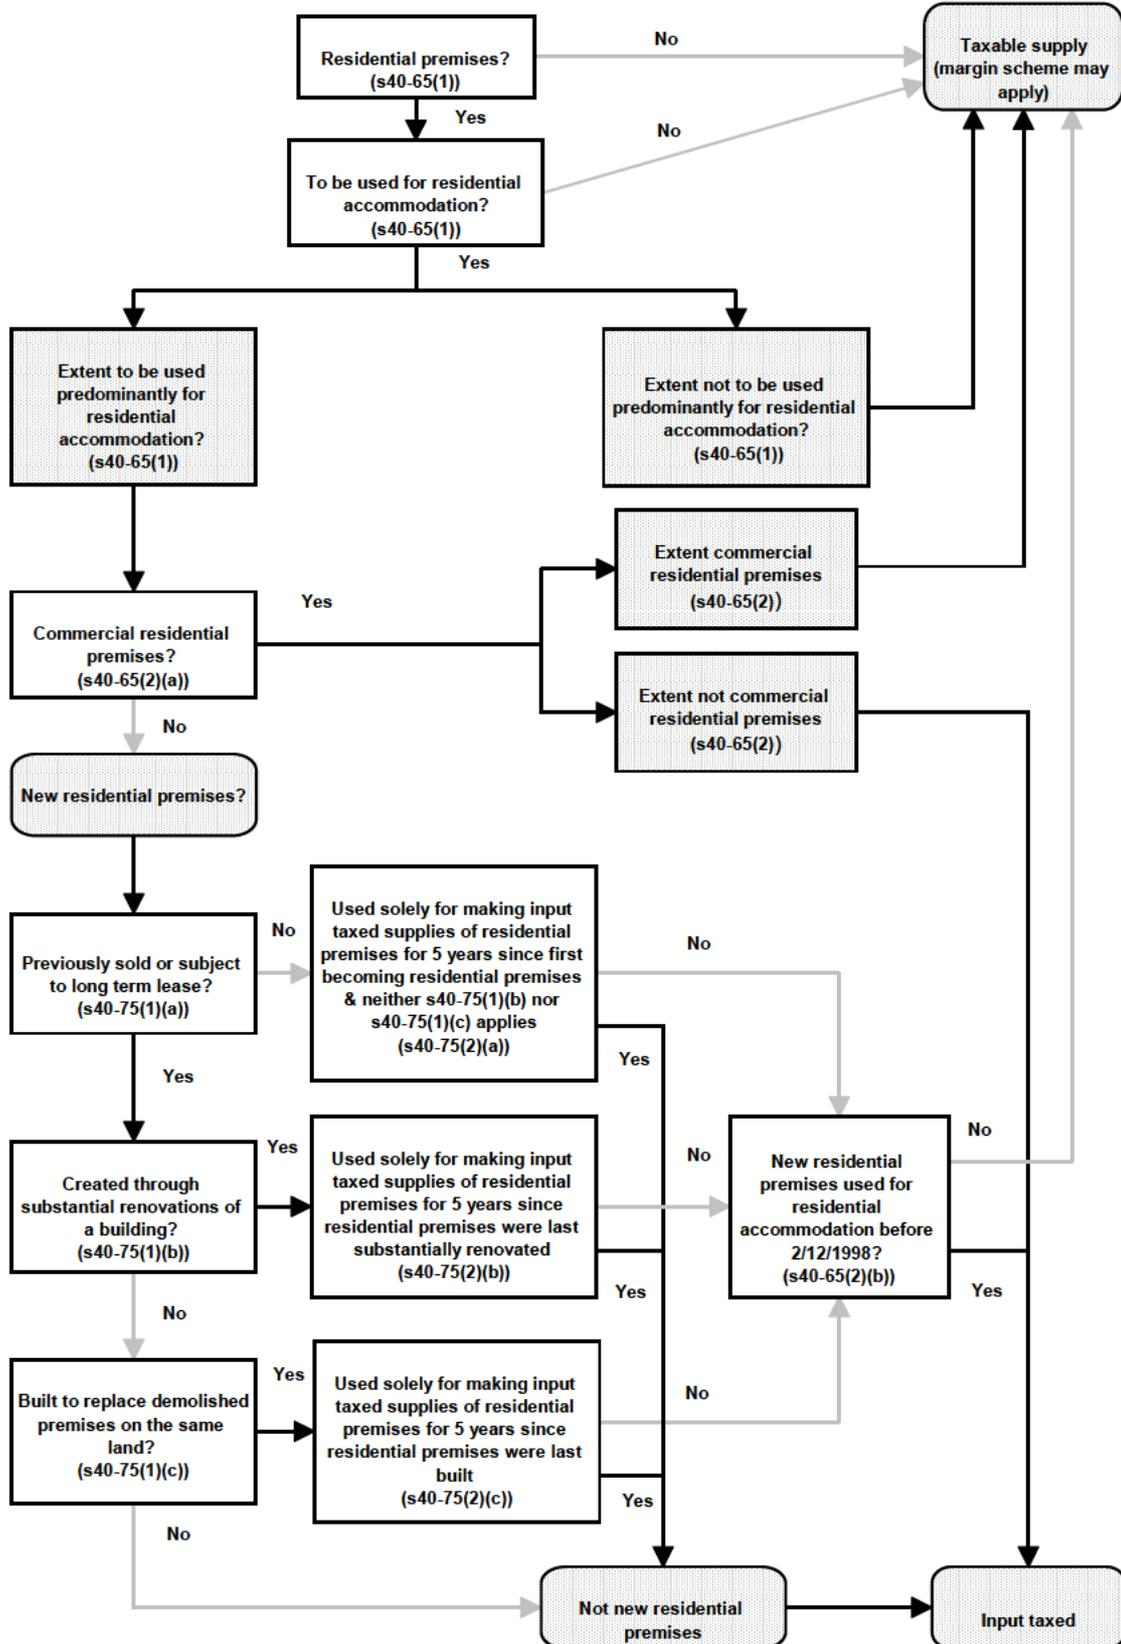 Residential premises?
(s40-65(1))
No
Taxable supply
(margin scheme may
apply)
Yes
No
To be used for residential
accommodation?
(s40-65(1))
Yes
Extent to be used
predominantly for
residential
accommodation?
(s40-65(1))
Extent not to be used
predominantly for residential
accommodation?
(s40-65(1))
Commercial residential
premises?
(s40-65(2)(a))
Yes
Extent commercial
residential premises
(s40-65(2))
Extent not commercial
residential premises
(s40-65(2))
No
New residential premises?
Previously sold or subject
to long term lease?
(s40-75(1)(a))
No
Used solely for making input
taxed supplies of residential
premises for 5 years since first
becoming residential premises
& neither s40-75(1)(b) nor
s40-75(1)(c) applies
(s40-75(2)(a))
No
Yes
Yes
Created through
substantial renovations of
a building?
(s40-75(1)(b))
Yes
Used solely for making input
taxed supplies of residential
premises for 5 years since
residential premises were last
substantially renovated
(s40-75(2)(b))
No
Yes
New residential
premises used for
residential
accommodation before
2/12/1998?
(s40-65(2)(b))
No
Yes
No
Built to replace demolished
premises on the same
land?
(s40-75(1)(c))
Yes
Used solely for making input
taxed supplies of residential
premises for 5 years since
residential premises were last
built
(s40-75(2)(c))
No
Yes
No
Not new residential
premises
Input taxed